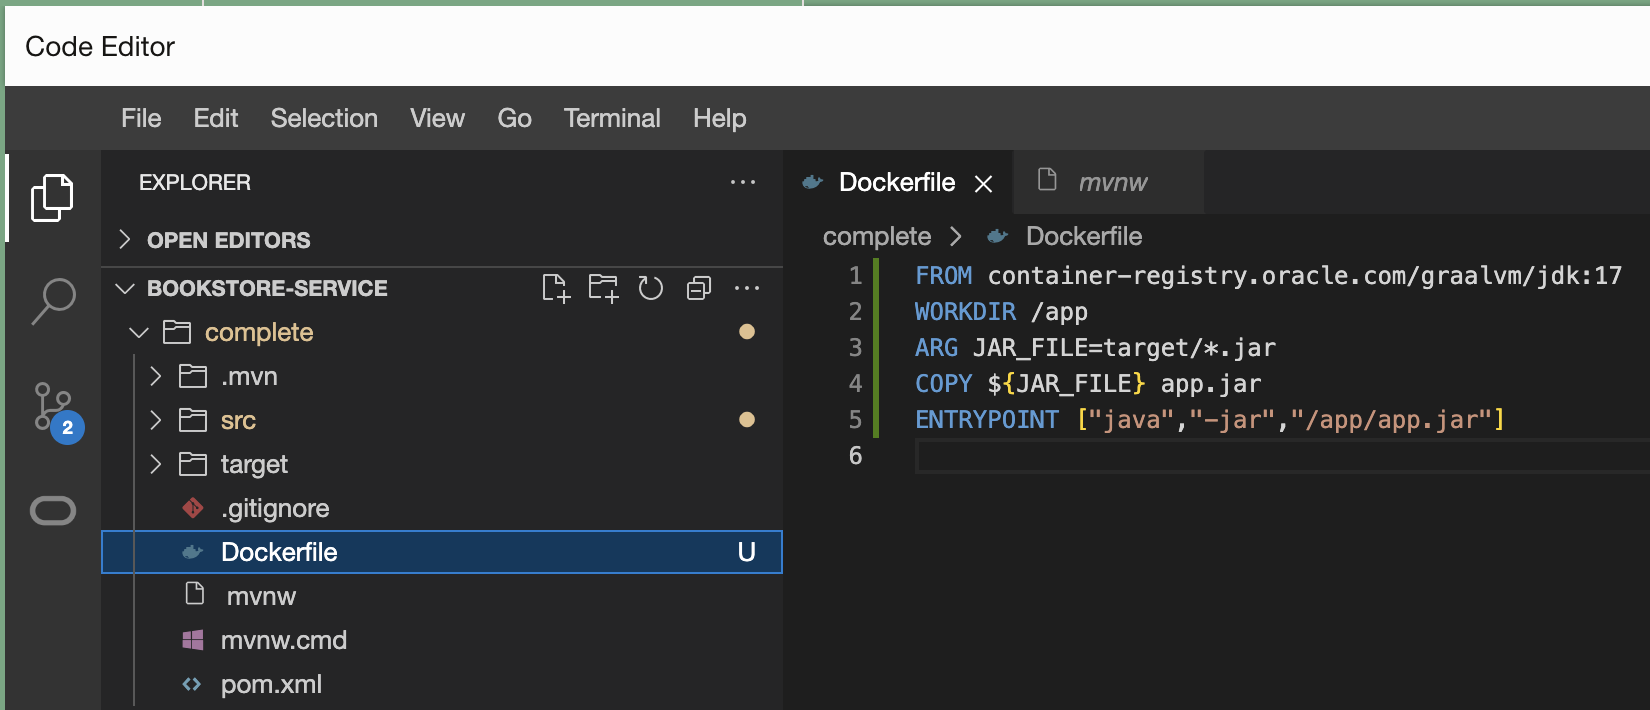 Code Editor
File Edit Selection View Go Terminal Help
EXPLORER
OPEN EDITORS
BOOKSTORE-SERVICE
complete
.mvn
src
target
.gitignore
Dockerfile U
mvnw
mvnw.cmd
pom.xml
2
Dockerfile mvnw
complete > Dockerfile
1 FROM container-registry.oracle.com/graalvm/jdk:17
2 WORKDIR /app
3 ARG JAR_FILE=target/*.jar
4 COPY ${JAR_FILE} app.jar
5 ENTRYPOINT ["java","-jar","/app/app.jar"]
6